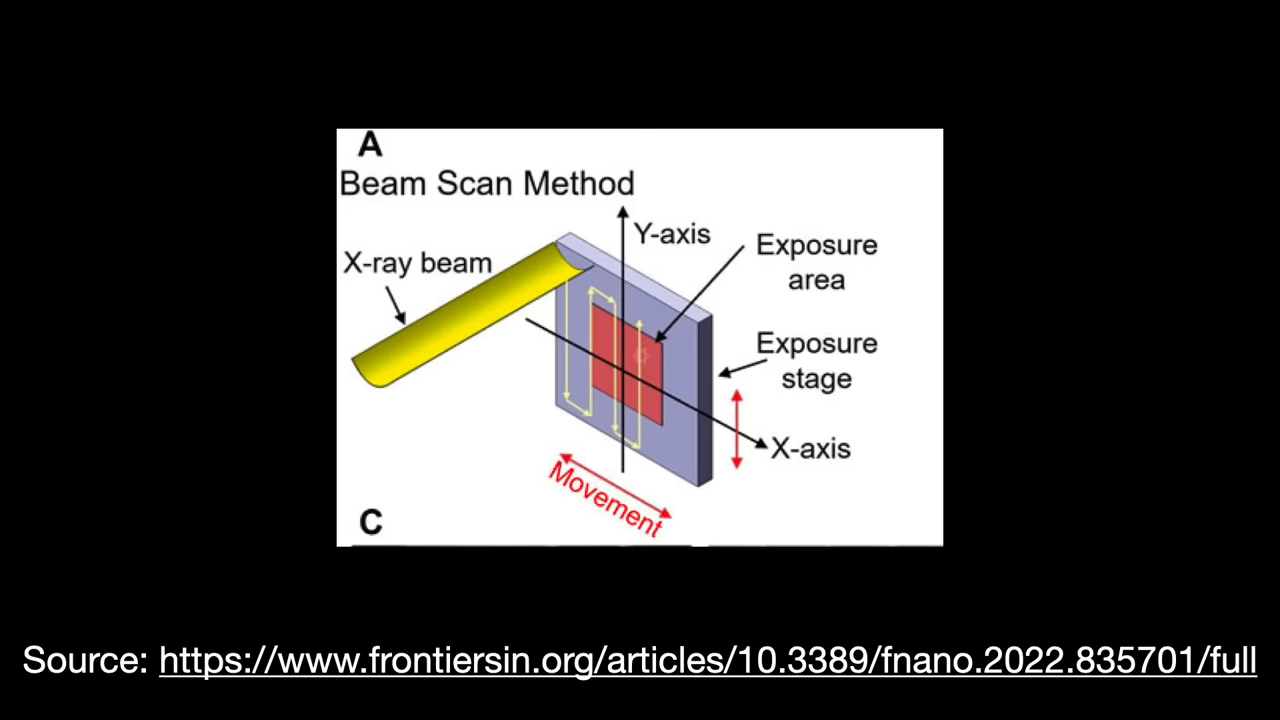 A
Beam Scan Method
Y-axis
X-ray beam
Exposure
area
Exposure
stage
X-axis
Movement
C
Source: https://www.frontiersin.org/articles/10.3389/fnano.2022.835701/full